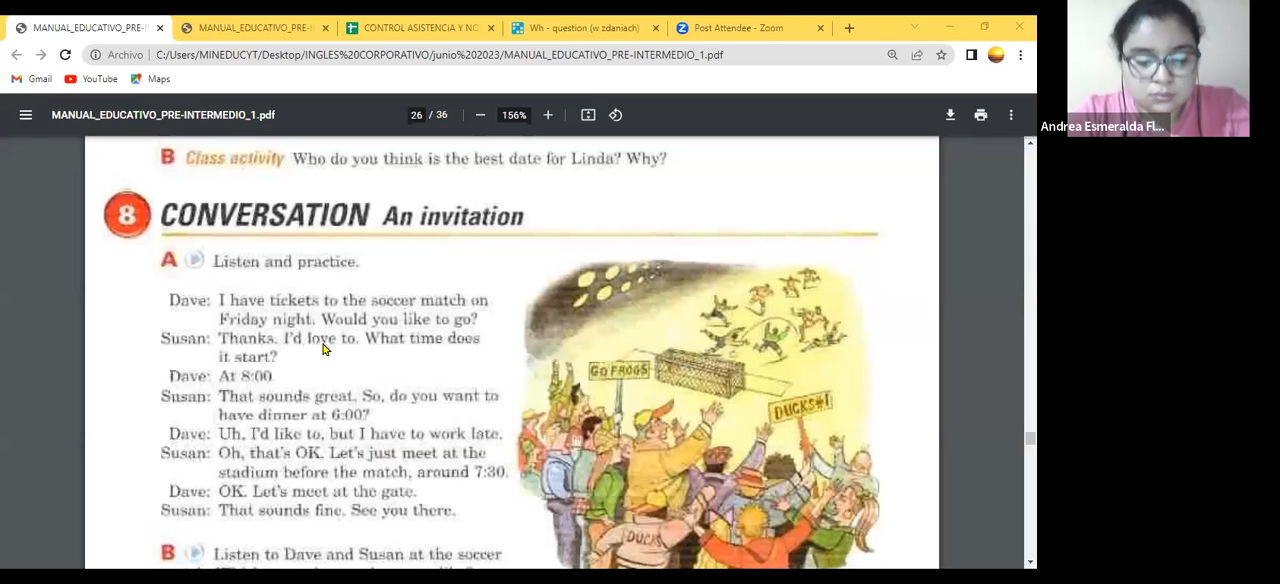 MANUAL_EDUCATIVO_PRE-INTERMEDIO_
MANUAL_EDUCATIVO_PRE-INTERMEDIO_
CONTROL ASISTENCIA Y NO
Wh - question (w zdaniach)
Post Attendee - Zoom
Archivo
C:/Users/MINEDUCYT/Desktop/INGLES%20CORPORATIVO/junio%202023/MANUAL_EDUCATIVO_PRE-INTERMEDIO_1.pdf
Gmail
YouTube
Maps
MANUAL_EDUCATIVO_PRE-INTERMEDIO_1.pdf
26 / 36
156%
Andrea Esmeralda Fl...
B Class activity Who do you think is the best date for Linda? Why?
8 CONVERSATION An invitation
A Listen and practice.
Dave: I have tickets to the soccer match on
Friday night. Would you like to go?
Susan: Thanks. I'd love to. What time does
it start?
Dave: At 8:00.
Susan: That sounds great. So, do you want to
have dinner at 6:00?
Dave: Uh, I'd like to, but I have to work late.
Susan: Oh, that's OK. Let's just meet at the
stadium before the match, around 7:30.
Dave: OK. Let's meet at the gate.
Susan: That sounds fine. See you there.
B Listen to Dave and Susan at the soccer
GO FROGS
DUCKS#1
DUCKS